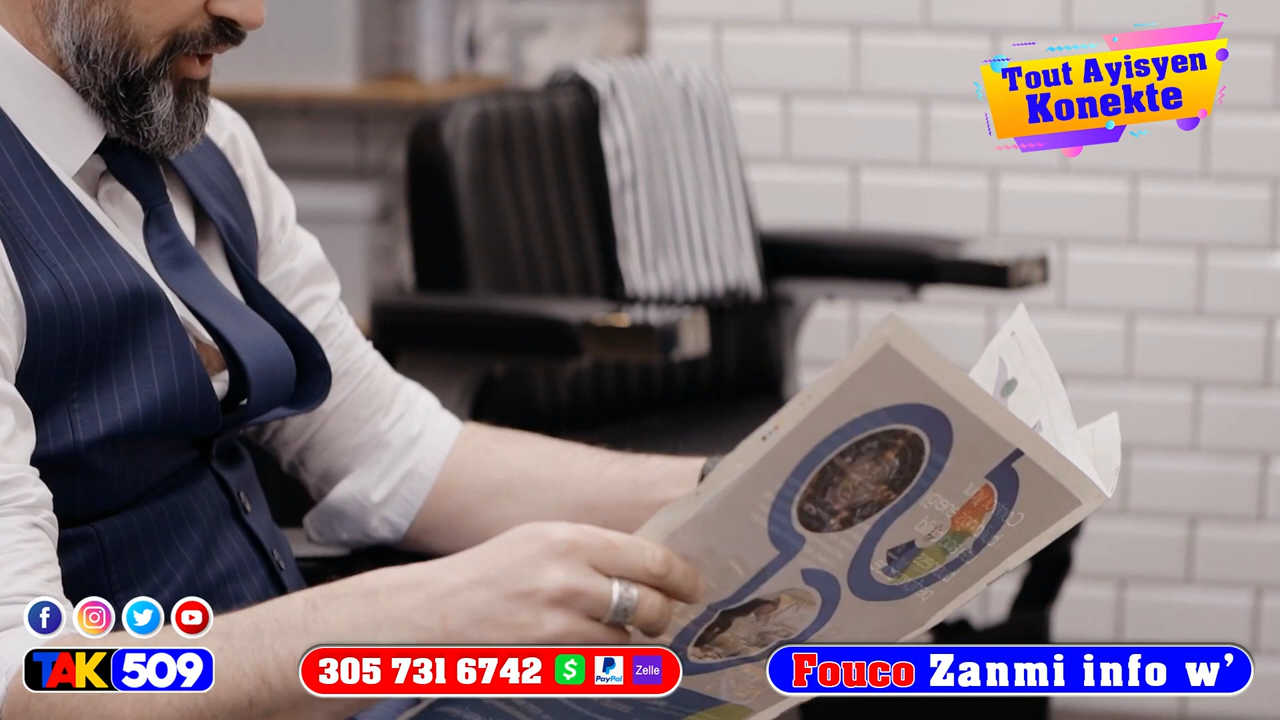 Tout Ayisyen
Konekte
TAK 509
305 731 6742
$
PayPal
Zelle
Fouco Zanmi info w'